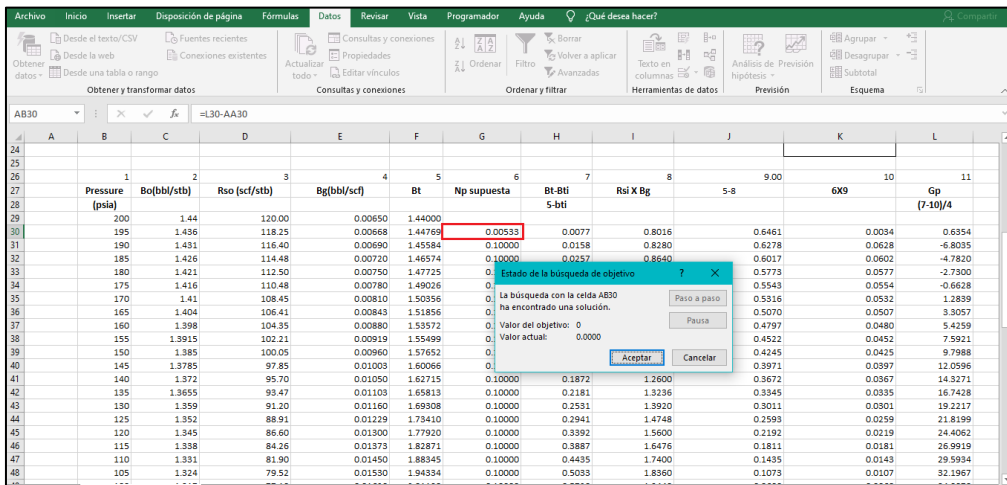 Archivo Inicio Insertar Disposición de página Fórmulas Datos Revisar Vista Programador Ayuda ¿Qué desea hacer? Compartir
Desde el texto/CSV Fuentes recientes Consultas y conexiones Borrar Agrupar
Desde la web Conexiones existentes Propiedades Volver a aplicar Desagrupar
Desde una tabla o rango Editar vínculos Avanzadas Subtotal
Obtener datos Actualizar todo Ordenar Filtro Texto en columnas Análisis de hipótesis Previsión
Obtener y transformar datos Consultas y conexiones Ordenar y filtrar Herramientas de datos Previsión Esquema
AB30 fx =L30-AA30
A B C D E F G H I J K L
24
25
26 1 2 3 4 5 6 7 8 9.00 10 11
27 Pressure Bo(bbl/stb) Rso (scf/stb) Bg(bbl/scf) Bt Np supuesta Bt-Bti Rsi X Bg 5-8 6X9 Gp
28 (psia) 5-bti (7-10)/4
29 200 1.44 120.00 0.00650 1.44000
30 195 1.436 118.25 0.00668 1.44769 0.00533 0.0077 0.8016 0.6461 0.0034 0.6354
31 190 1.431 116.40 0.00690 1.45584 0.10000 0.0158 0.8280 0.6278 0.0628 -6.8035
32 185 1.426 114.48 0.00720 1.46574 0.10000 0.0257 0.8640 0.6017 0.0602 -4.7820
33 180 1.421 112.50 0.00750 1.47725 0.5773 0.0577 -2.7300
34 175 1.416 110.48 0.00780 1.49026 0.5543 0.0554 -0.6628
35 170 1.41 108.45 0.00810 1.50356 0.5316 0.0532 1.2839
36 165 1.404 106.41 0.00843 1.51856 0.5070 0.0507 3.3057
37 160 1.398 104.35 0.00880 1.53572 0.4797 0.0480 5.4259
38 155 1.3915 102.21 0.00919 1.55499 0.4522 0.0452 7.5921
39 150 1.385 100.05 0.00960 1.57652 0.4245 0.0425 9.7988
40 145 1.3785 97.85 0.01003 1.60066 0.3971 0.0397 12.0596
41 140 1.372 95.70 0.01050 1.62715 0.10000 0.1872 1.2600 0.3672 0.0367 14.3271
42 135 1.3655 93.47 0.01103 1.65813 0.10000 0.2181 1.3236 0.3345 0.0335 16.7428
43 130 1.359 91.20 0.01160 1.69308 0.10000 0.2531 1.3920 0.3011 0.0301 19.2217
44 125 1.352 88.91 0.01229 1.73410 0.10000 0.2941 1.4748 0.2593 0.0259 21.8199
45 120 1.345 86.60 0.01300 1.77920 0.10000 0.3392 1.5600 0.2192 0.0219 24.4062
46 115 1.338 84.26 0.01373 1.82871 0.10000 0.3887 1.6476 0.1811 0.0181 26.9919
47 110 1.331 81.90 0.01450 1.88345 0.10000 0.4435 1.7400 0.1435 0.0143 29.5934
48 105 1.324 79.52 0.01530 1.94334 0.10000 0.5033 1.8360 0.1073 0.0107 32.1967
Estado de la búsqueda de objetivo ? ×
La búsqueda con la celda AB30 Paso a paso
ha encontrado una solución.
Pausa
Valor del objetivo: 0
Valor actual: 0.0000
Aceptar Cancelar